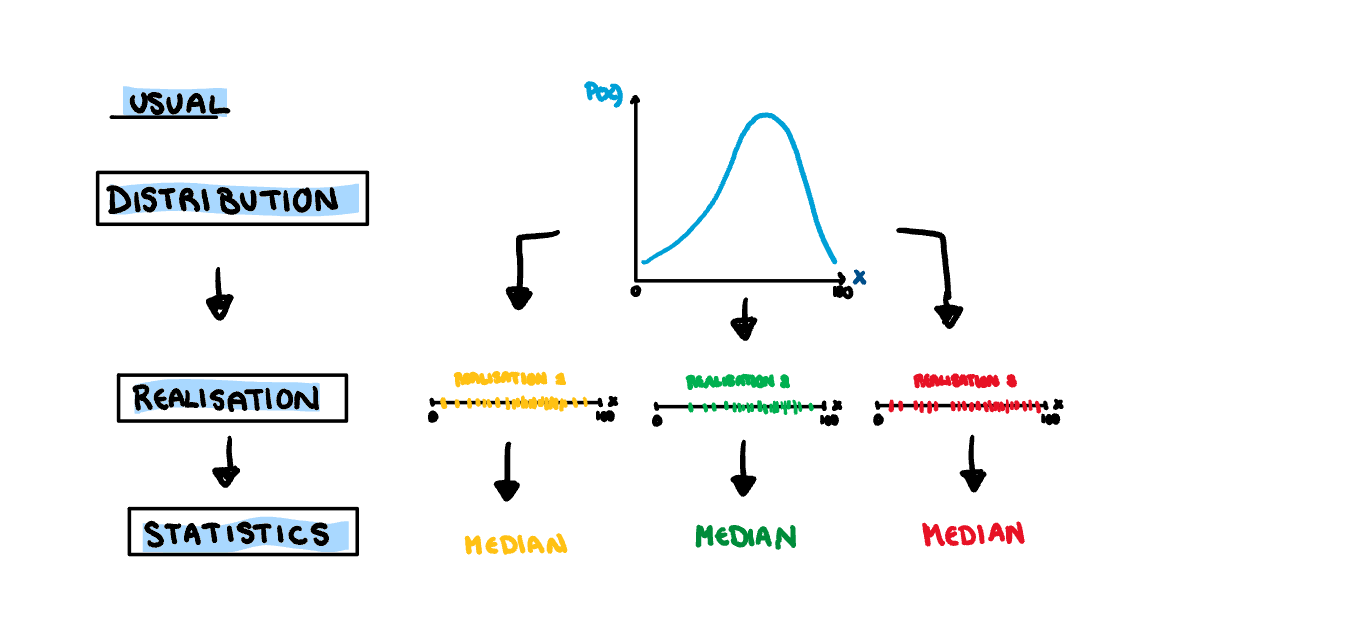 USUAL
P(x)
DISTRIBUTION
X
0
100
REALISATION
REALISATION 1
REALISATION 2
REALISATION 3
x
x
x
0
100
0
100
0
100
STATISTICS
MEDIAN
MEDIAN
MEDIAN